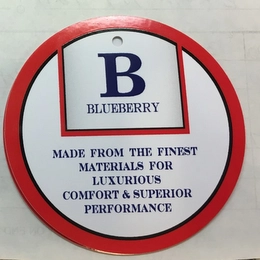 B
BLUEBERRY
MADE FROM THE FINEST
MATERIALS FOR
LUXURIOUS
COMFORT & SUPERIOR
PERFORMANCE